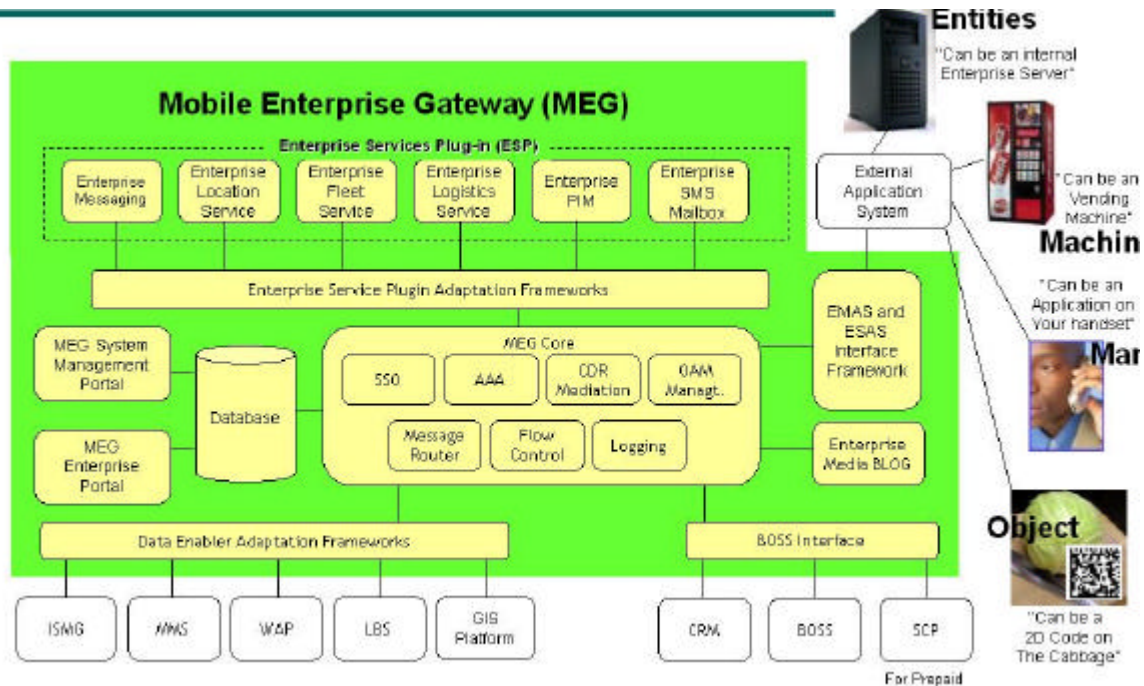 Entities
"Can be an internal
Enterprise Server"
Mobile Enterprise Gateway (MEG)
Enterprise Services Plug-in (ESP)
Enterprise
Messaging
Enterprise
Location
Service
Enterprise
Fleet
Service
Enterprise
Logistics
Service
Enterprise
PIM
Enterprise
SMS
Mailbox
External
Application
System
"Can be an
Vending
Machine"
Machin
Enterprise Service Plugin Adaptation Frameworks
"Can be an
Application on
Your handset"
Man
MEG System
Management
Portal
Database
MEG Core
SSO
AAA
CDR
Mediation
OAM
Managt.
EMAS and
ESAS
Interface
Framework
MEG
Enterprise
Portal
Message
Router
Flow
Control
Logging
Enterprise
Media BLOG
Data Enabler Adaptation Frameworks
BOSS Interface
Object
ISMG
MMS
WAP
LBS
GIS
Platform
CRM
BOSS
SCP
For Prepaid
"Can be a
2D Code on
The Cabbage"